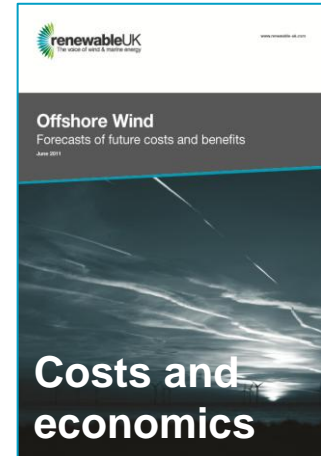 renewableUK
The voice of wind & marine energy
www.renewable-uk.com
Offshore Wind
Forecasts of future costs and benefits
June 2011
Costs and
economics